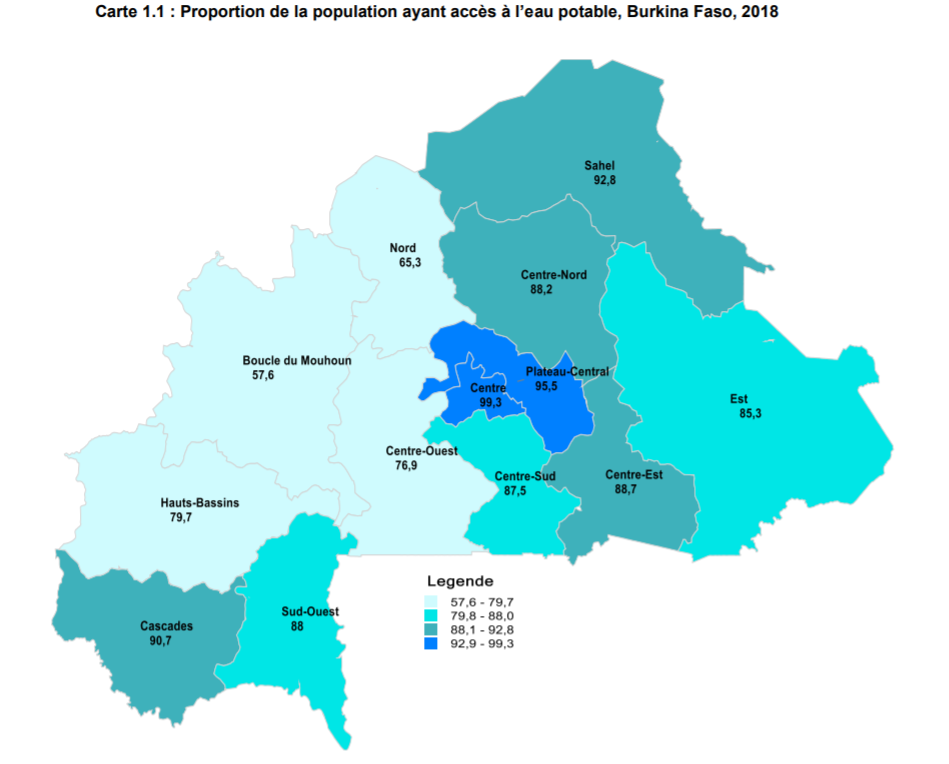 Carte 1.1 : Proportion de la population ayant accès à l'eau potable, Burkina Faso, 2018
Sahel
92,8
Nord
65,3
Centre-Nord
88,2
Boucle du Mouhoun
57,6
Plateau-Central
95,5
Centre
99,3
Est
85,3
Centre-Ouest
76,9
Centre-Sud
87,5
Centre-Est
88,7
Hauts-Bassins
79,7
Sud-Ouest
88
Cascades
90,7
Legende
57,6 - 79,7
79,8 - 88,0
88,1 - 92,8
92,9 - 99,3